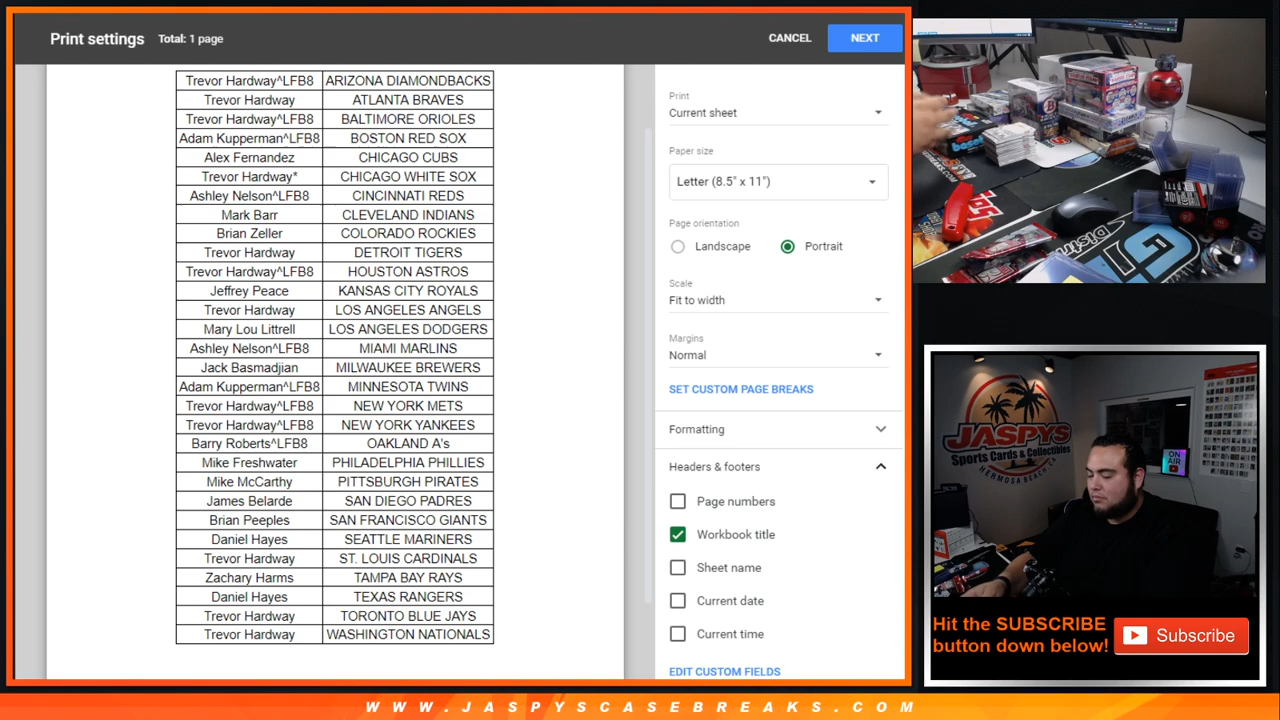 Print settings Total: 1 page CANCEL NEXT
Trevor Hardway^LFB8 ARIZONA DIAMONDBACKS
Trevor Hardway ATLANTA BRAVES
Trevor Hardway^LFB8 BALTIMORE ORIOLES
Adam Kupperman^LFB8 BOSTON RED SOX
Alex Fernandez CHICAGO CUBS
Trevor Hardway* CHICAGO WHITE SOX
Ashley Nelson^LFB8 CINCINNATI REDS
Mark Barr CLEVELAND INDIANS
Brian Zeller COLORADO ROCKIES
Trevor Hardway DETROIT TIGERS
Trevor Hardway^LFB8 HOUSTON ASTROS
Jeffrey Peace KANSAS CITY ROYALS
Trevor Hardway LOS ANGELES ANGELS
Mary Lou Littrell LOS ANGELES DODGERS
Ashley Nelson^LFB8 MIAMI MARLINS
Jack Basmadjian MILWAUKEE BREWERS
Adam Kupperman^LFB8 MINNESOTA TWINS
Trevor Hardway^LFB8 NEW YORK METS
Trevor Hardway^LFB8 NEW YORK YANKEES
Barry Roberts^LFB8 OAKLAND A's
Mike Freshwater PHILADELPHIA PHILLIES
Mike McCarthy PITTSBURGH PIRATES
James Belarde SAN DIEGO PADRES
Brian Peeples SAN FRANCISCO GIANTS
Daniel Hayes SEATTLE MARINERS
Trevor Hardway ST. LOUIS CARDINALS
Zachary Harms TAMPA BAY RAYS
Daniel Hayes TEXAS RANGERS
Trevor Hardway TORONTO BLUE JAYS
Trevor Hardway WASHINGTON NATIONALS
Print
Current sheet
Paper size
Letter (8.5" x 11")
Page orientation
Landscape Portrait
Scale
Fit to width
Margins
Normal
SET CUSTOM PAGE BREAKS
Formatting
Headers & footers
Page numbers
Workbook title
Sheet name
Current date
Current time
EDIT CUSTOM FIELDS
JASPYS
Sports Cards & Collectibles
HERMOSA BEACH, CA
ON
AIR
Hit the SUBSCRIBE
button down below!
Subscribe
WWW.JASPYSCASEBREAKS.COM